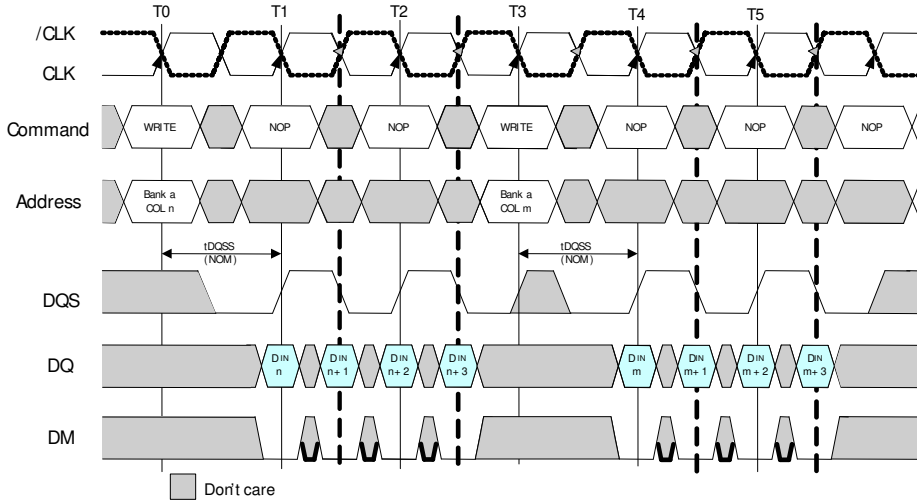 T0 T1 T2 T3 T4 T5
/CLK
CLK
Command WRITE NOP NOP WRITE NOP NOP NOP
Address Bank a COL n Bank a COL m
tDQSS (NOM) tDQSS (NOM)
DQS
DQ DIN n DIN n+1 DIN n+2 DIN n+3 DIN m DIN m+1 DIN m+2 DIN m+3
DM
Don't care